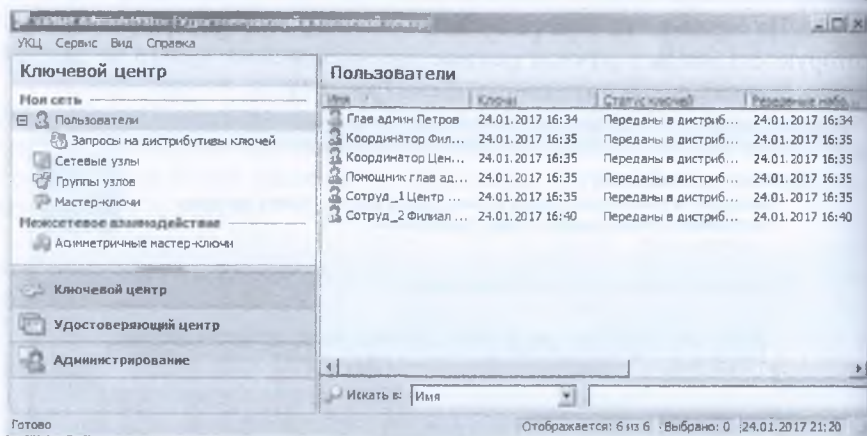 ViPNet Administrator [Удостоверяющий и ключевой центр]
УКЦ Сервис Вид Справка
Ключевой центр
Моя сеть
Пользователи
Запросы на дистрибутивы ключей
Сетевые узлы
Группы узлов
Мастер-ключи
Межсетевое взаимодействие
Асимметричные мастер-ключи
Ключевой центр
Удостоверяющий центр
Администрирование
Пользователи
Имя Ключи Статус ключей Резервные набо...
Глав админ Петров 24.01.2017 16:34 Переданы в дистриб... 24.01.2017 16:34
Координатор Фил... 24.01.2017 16:35 Переданы в дистриб... 24.01.2017 16:35
Координатор Цен... 24.01.2017 16:35 Переданы в дистриб... 24.01.2017 16:35
Помощник глав ад... 24.01.2017 16:35 Переданы в дистриб... 24.01.2017 16:35
Сотруд_1 Центр ... 24.01.2017 16:35 Переданы в дистриб... 24.01.2017 16:35
Сотруд_2 Филиал ... 24.01.2017 16:40 Переданы в дистриб... 24.01.2017 16:40
Искать в: Имя
Готово Отображается: 6 из 6 Выбрано: 0 24.01.2017 21:20